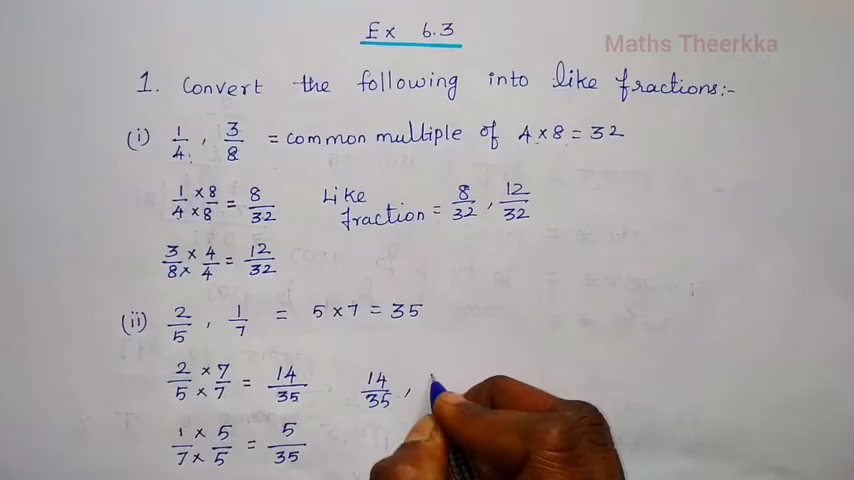 Ex 6.3
Maths Theerkka
1. Convert the following into like fractions:-
(i) 1/4 , 3/8 = common multiple of 4 × 8 = 32
1/4 × 8/× 8 = 8/32 Like fraction = 8/32 , 12/32
3/8 × 4/× 4 = 12/32
(ii) 2/5 , 1/7 = 5 × 7 = 35
2/5 × 7/× 7 = 14/35 14/35 ,
1/7 × 5/× 5 = 5/35